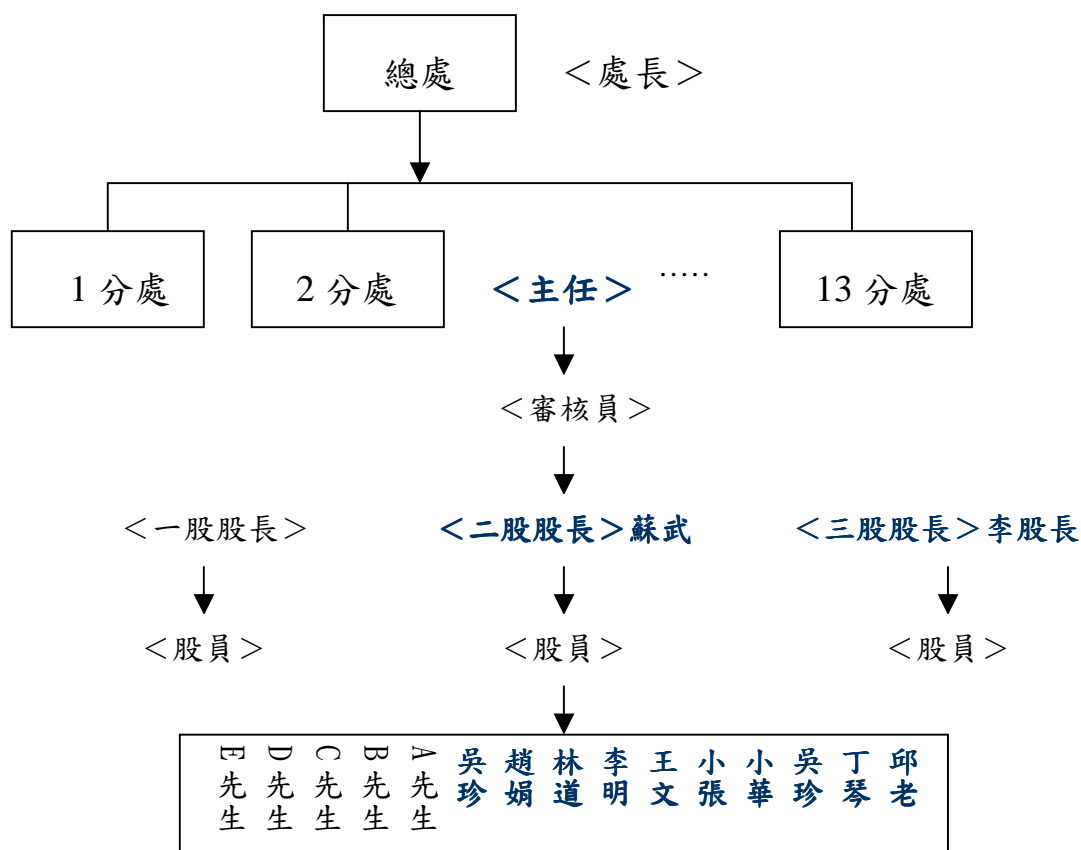 總處
＜處長＞
1 分處
2 分處
＜主任＞
.....
13 分處
＜審核員＞
＜一股股長＞
＜二股股長＞蘇武
＜三股股長＞李股長
＜股員＞
＜股員＞
＜股員＞
邱老
丁琴
吳珍
小華
小張
王文
李明
林道
趙娟
吳珍
A先生
B先生
C先生
D先生
E先生